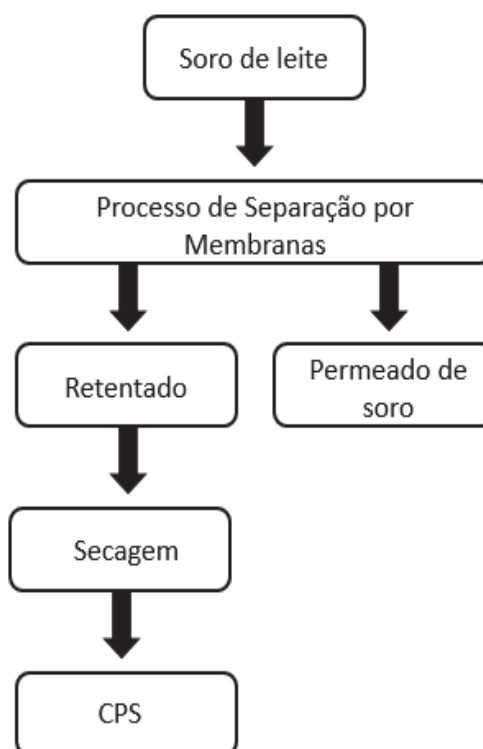 Soro de leite
Processo de Separação por
Membranas
Retentado
Permeado de
soro
Secagem
CPS